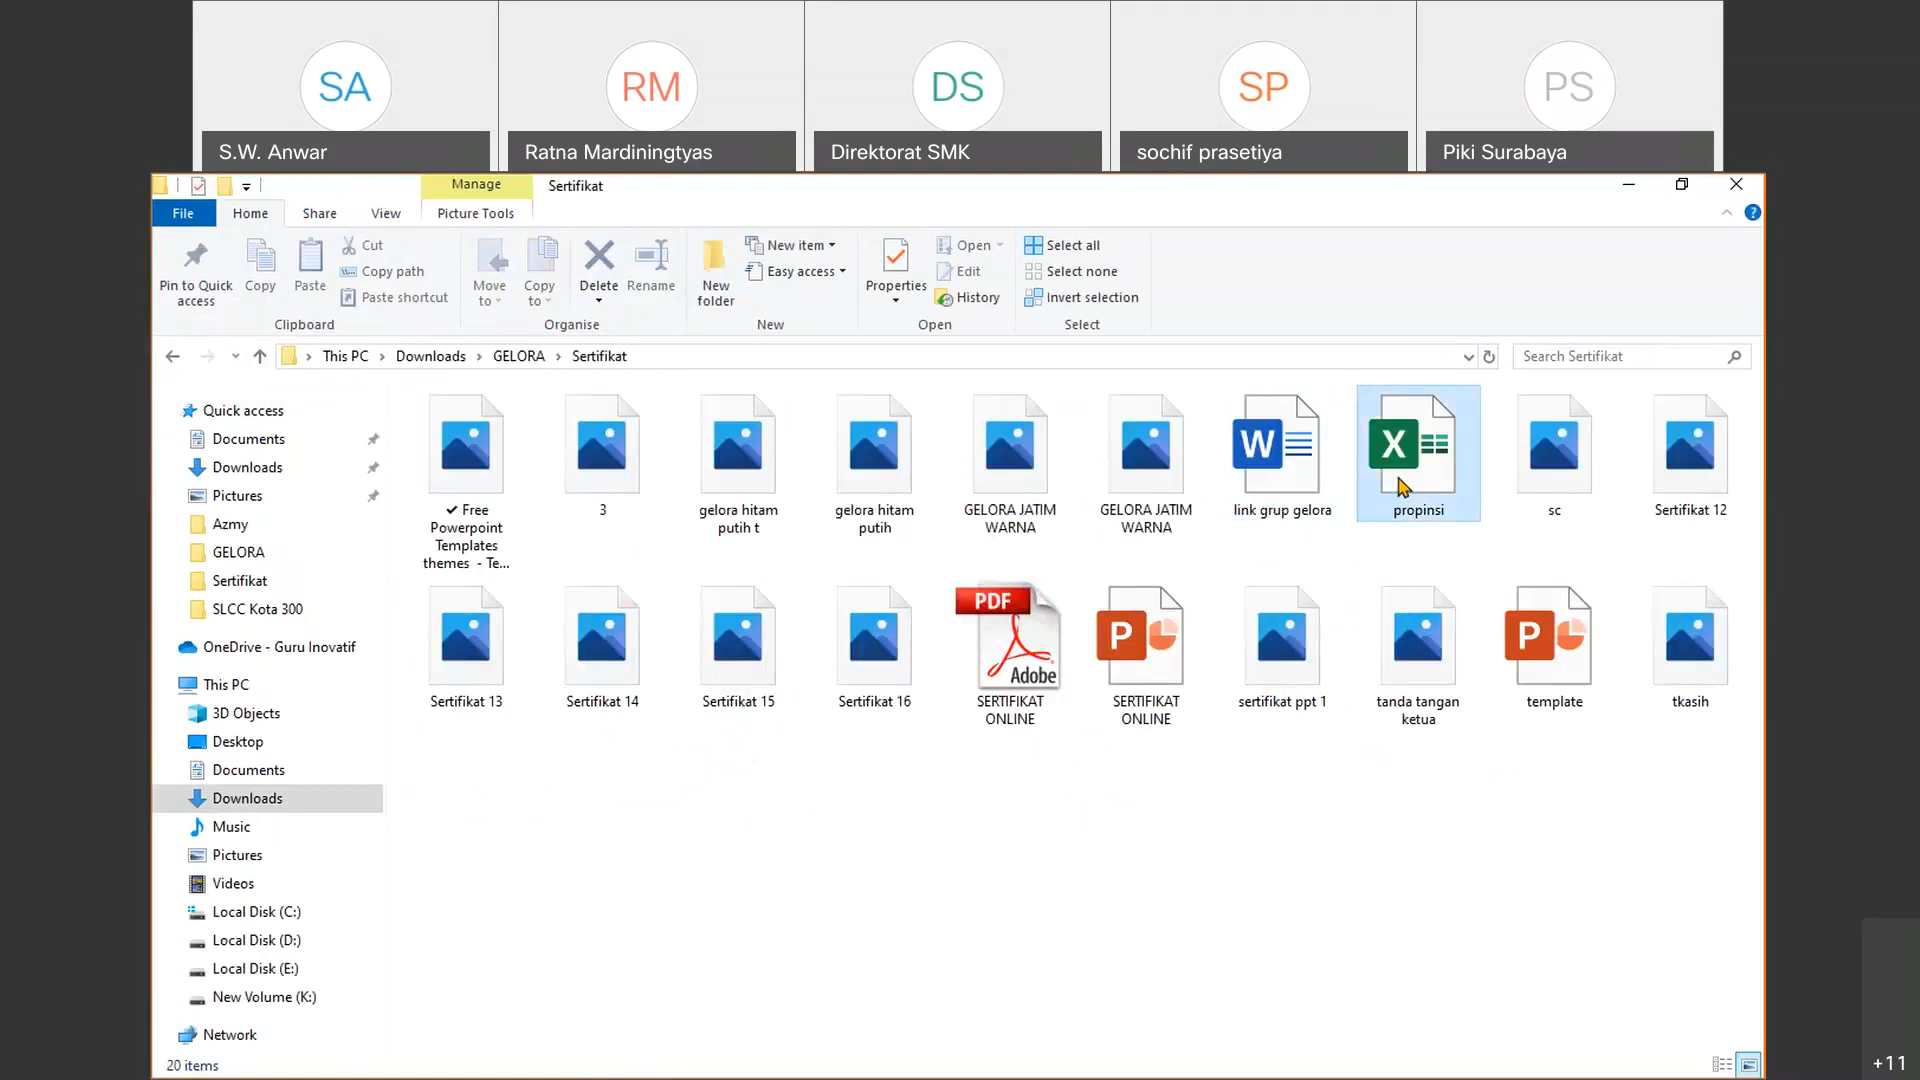 SA
RM
DS
SP
PS
S.W. Anwar
Ratna Mardiningtyas
Direktorat SMK
sochif prasetiya
Piki Surabaya
Manage
Sertifikat
File
Home
Share
View
Picture Tools
Pin to Quick
access
Copy
Paste
Cut
Copy path
Paste shortcut
Clipboard
Move
to
Copy
to
Delete
Rename
Organise
New
folder
New item
Easy access
New
Properties
Open
Edit
History
Open
Select all
Select none
Invert selection
Select
This PC > Downloads > GELORA > Sertifikat
Search Sertifikat
Quick access
Documents
Downloads
Pictures
Azmy
GELORA
Sertifikat
SLCC Kota 300
OneDrive - Guru Inovatif
This PC
3D Objects
Desktop
Documents
Downloads
Music
Pictures
Videos
Local Disk (C:)
Local Disk (D:)
Local Disk (E:)
New Volume (K:)
Network
✔ Free
Powerpoint
Templates
themes - Te...
3
gelora hitam
putih t
gelora hitam
putih
GELORA JATIM
WARNA
GELORA JATIM
WARNA
W
link grup gelora
X
propinsi
sc
Sertifikat 12
Sertifikat 13
Sertifikat 14
Sertifikat 15
Sertifikat 16
PDF
Adobe
SERTIFIKAT
ONLINE
P
SERTIFIKAT
ONLINE
sertifikat ppt 1
tanda tangan
ketua
P
template
tkasih
20 items
+11